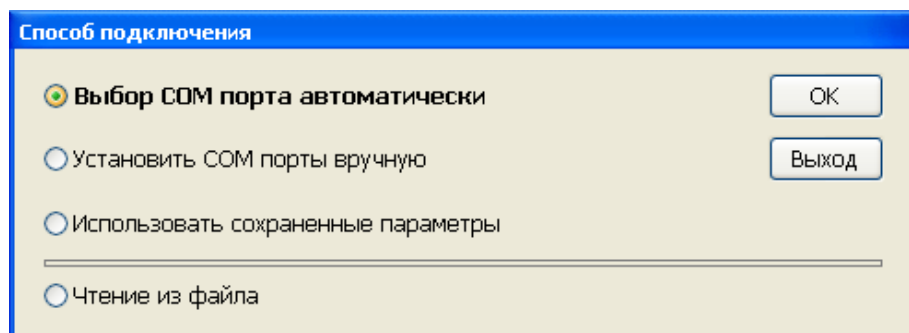 Способ подключения
Выбор COM порта автоматически
OK
Установить COM порты вручную
Выход
Использовать сохраненные параметры
Чтение из файла